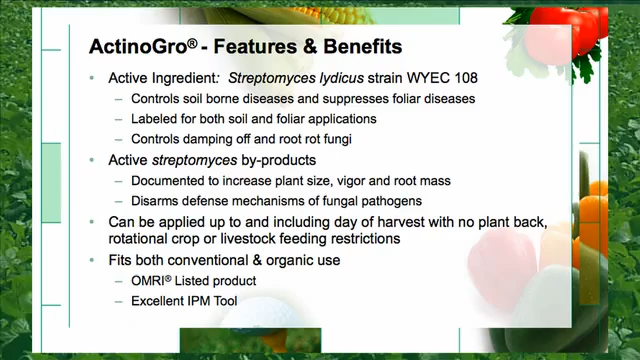 ActinoGro® - Features & Benefits
• Active Ingredient: Streptomyces lydicus strain WYEC 108
– Controls soil borne diseases and suppresses foliar diseases
– Labeled for both soil and foliar applications
– Controls damping off and root rot fungi
• Active streptomyces by-products
– Documented to increase plant size, vigor and root mass
– Disarms defense mechanisms of fungal pathogens
• Can be applied up to and including day of harvest with no plant back,
rotational crop or livestock feeding restrictions
• Fits both conventional & organic use
– OMRI® Listed product
– Excellent IPM Tool